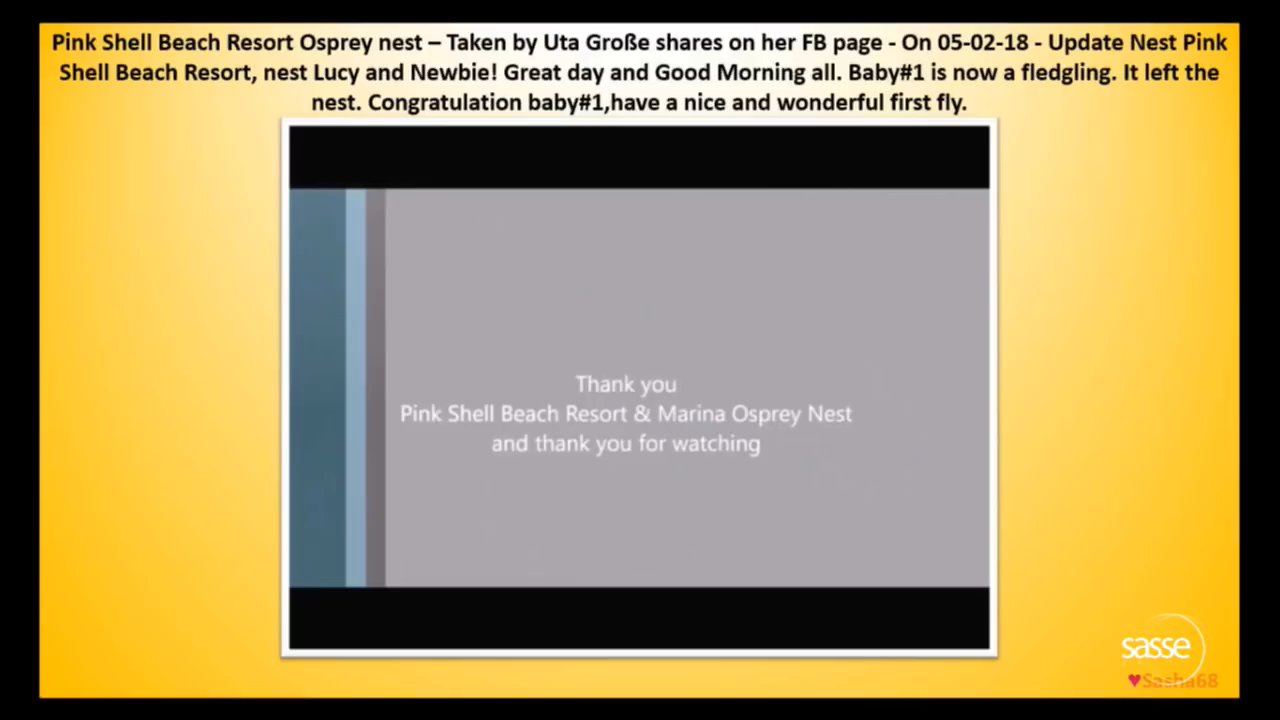 Pink Shell Beach Resort Osprey nest – Taken by Uta Große shares on her FB page - On 05-02-18 - Update Nest Pink
Shell Beach Resort, nest Lucy and Newbie! Great day and Good Morning all. Baby#1 is now a fledgling. It left the
nest. Congratulation baby#1,have a nice and wonderful first fly.
Thank you
Pink Shell Beach Resort & Marina Osprey Nest
and thank you for watching
sasse
♥Sasha68